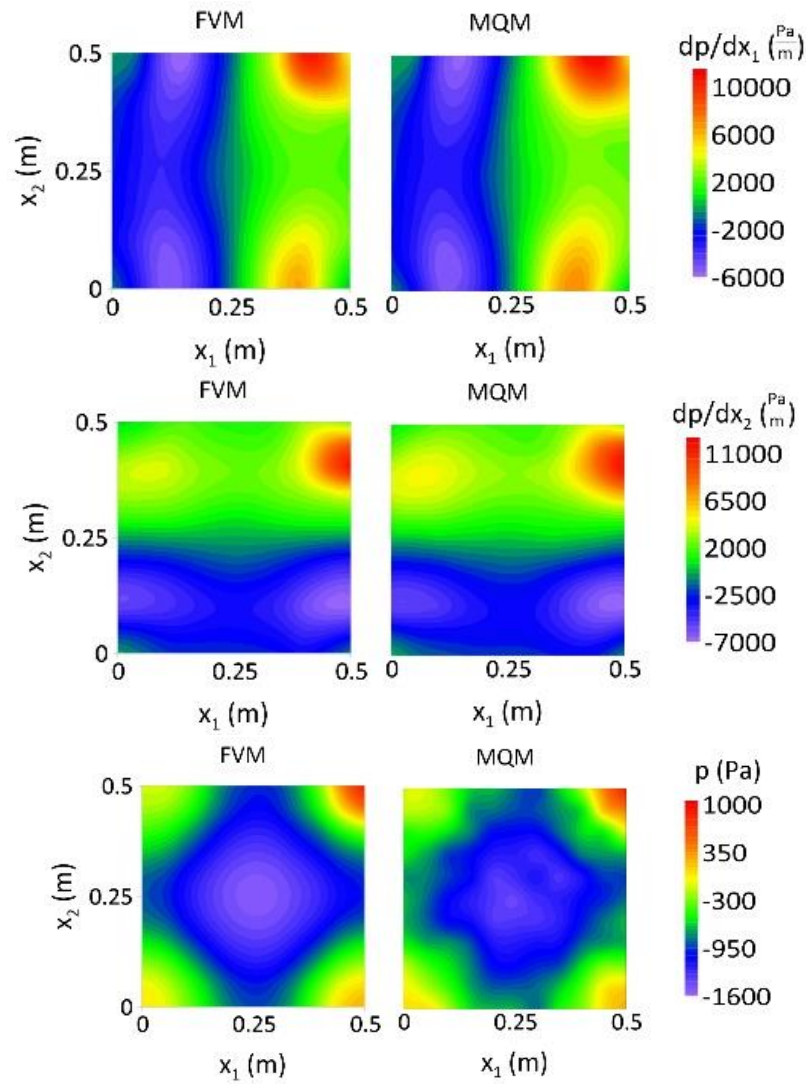 FVM MQM
dp/dx₁ (Pa/m)
0.5
0.25
0
x₂ (m)
10000
6000
2000
-2000
-6000
0 0.25 0.5 0 0.25 0.5
x₁ (m) x₁ (m)
FVM MQM
dp/dx₂ (Pa/m)
0.5
0.25
0
x₂ (m)
11000
6500
2000
-2500
-7000
0 0.25 0.5 0 0.25 0.5
x₁ (m) x₁ (m)
FVM MQM
p (Pa)
0.5
0.25
0
x₂ (m)
1000
350
-300
-950
-1600
0 0.25 0.5 0 0.25 0.5
x₁ (m) x₁ (m)